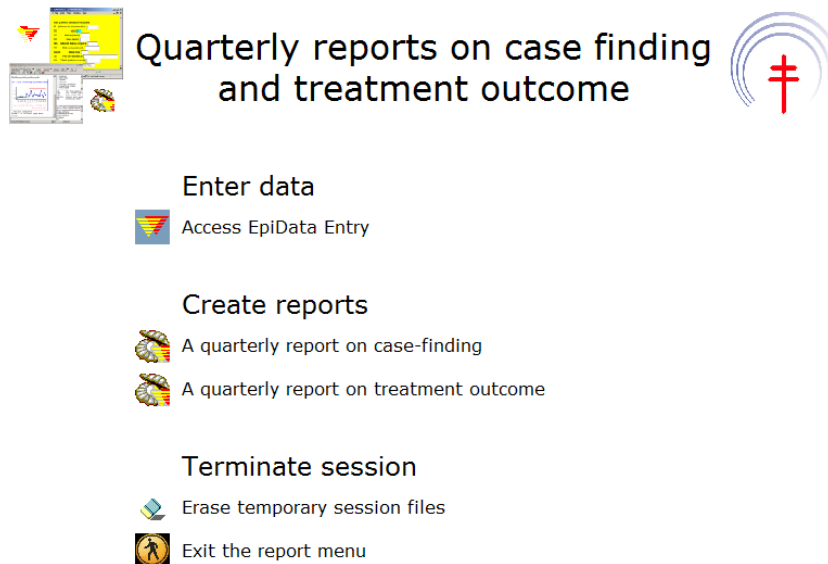 Quarterly reports on case finding
and treatment outcome
Enter data
Access EpiData Entry
Create reports
A quarterly report on case-finding
A quarterly report on treatment outcome
Terminate session
Erase temporary session files
Exit the report menu